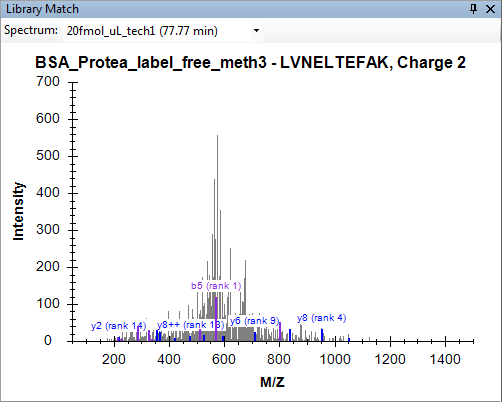 Library Match
Spectrum: 20fmol_uL_tech1 (77.77 min)
BSA_Protea_label_free_meth3 - LVNELTEFAK, Charge 2
700
600
500
400
300
200
100
0
Intensity
b5 (rank 1)
y2 (rank 14)
y8++ (rank 13)
y6 (rank 9)
y8 (rank 4)
200 400 600 800 1000 1200 1400
M/Z